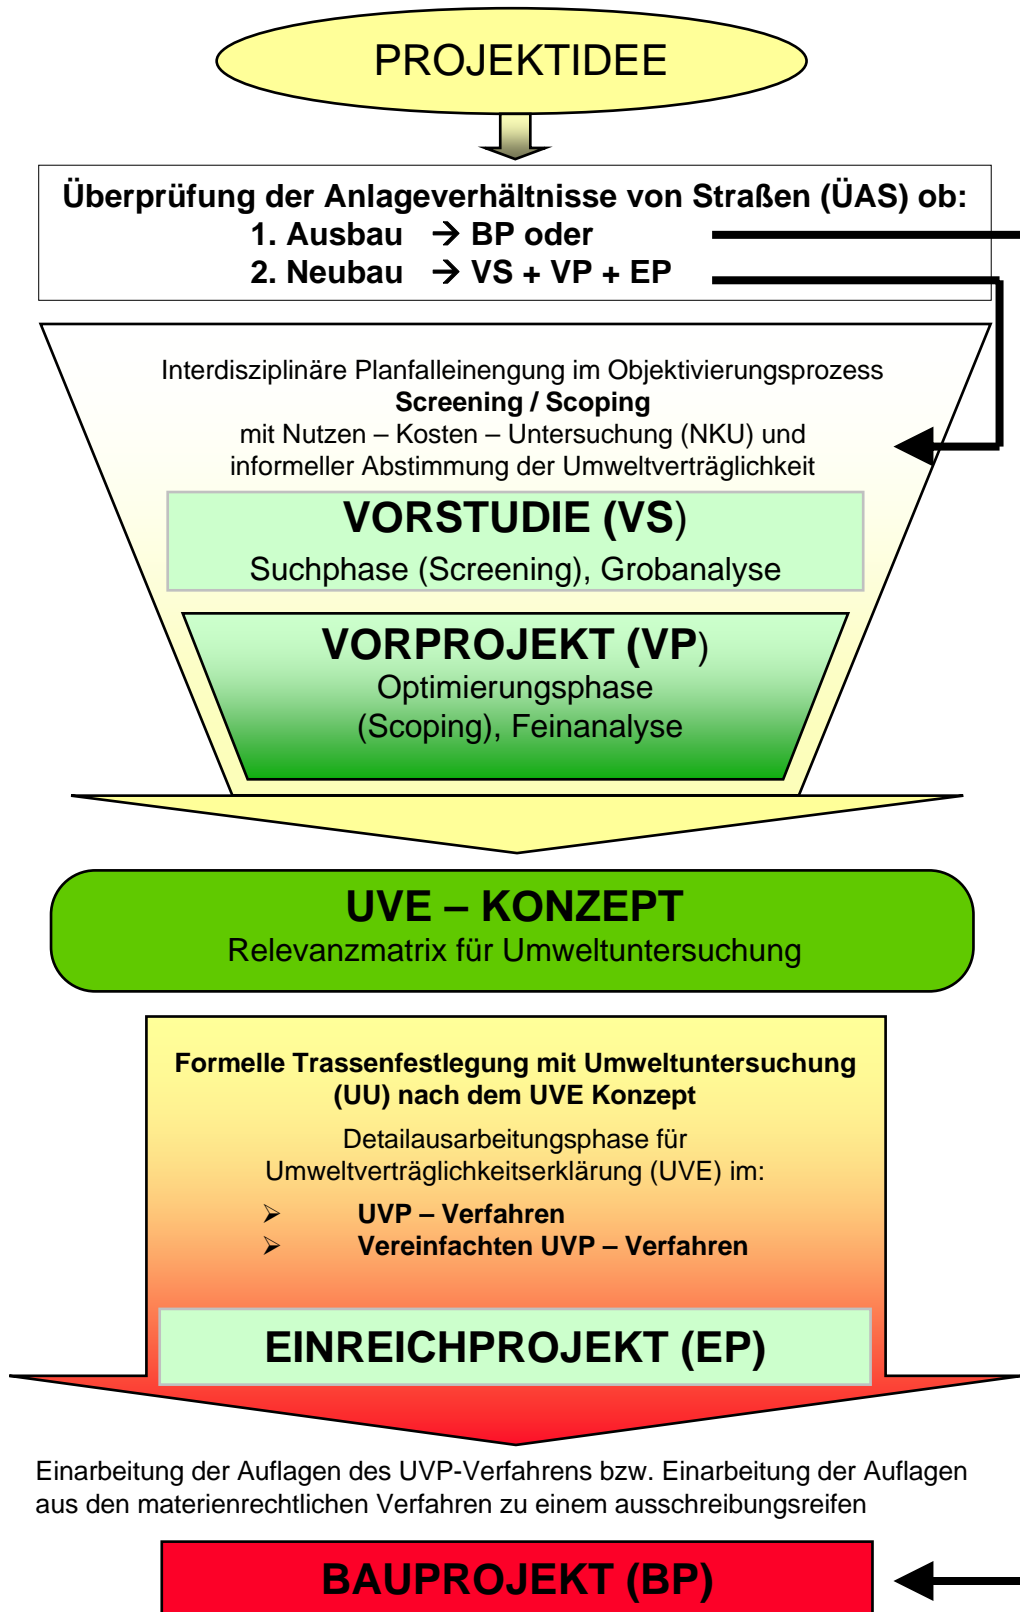 PROJEKTIDEE
Überprüfung der Anlageverhältnisse von Straßen (ÜAS) ob:
1. Ausbau → BP oder
2. Neubau → VS + VP + EP
Interdisziplinäre Planfalleinengung im Objektivierungsprozess
Screening / Scoping
mit Nutzen – Kosten – Untersuchung (NKU) und
informeller Abstimmung der Umweltverträglichkeit
VORSTUDIE (VS)
Suchphase (Screening), Grobanalyse
VORPROJEKT (VP)
Optimierungsphase
(Scoping), Feinanalyse
UVE – KONZEPT
Relevanzmatrix für Umweltuntersuchung
Formelle Trassenfestlegung mit Umweltuntersuchung
(UU) nach dem UVE Konzept
Detailausarbeitungsphase für
Umweltverträglichkeitserklärung (UVE) im:
➢ UVP – Verfahren
➢ Vereinfachten UVP – Verfahren
EINREICHPROJEKT (EP)
Einarbeitung der Auflagen des UVP-Verfahrens bzw. Einarbeitung der Auflagen
aus den materienrechtlichen Verfahren zu einem ausschreibungsreifen
BAUPROJEKT (BP)